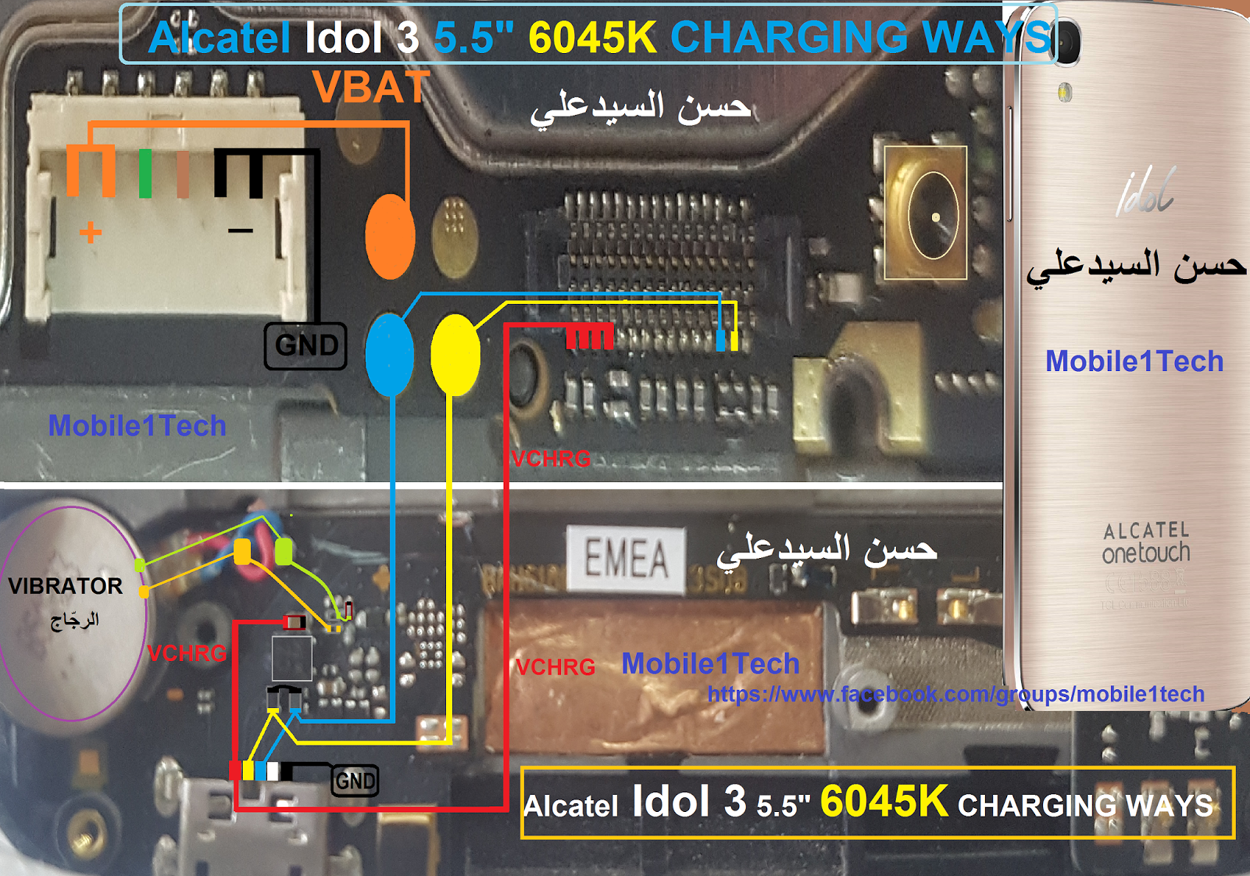 Alcatel Idol 3 5.5" 6045K CHARGING WAYS
VBAT
حسن السيدعلي
+
−
GND
Mobile1Tech
VCHRG
idol
حسن السيدعلي
Mobile1Tech
ALCATEL
onetouch
EMEA
حسن السيدعلي
VIBRATOR
الرجّاج
VCHRG
VCHRG
Mobile1Tech
https://www.facebook.com/groups/mobile1tech
GND
Alcatel Idol 3 5.5" 6045K CHARGING WAYS